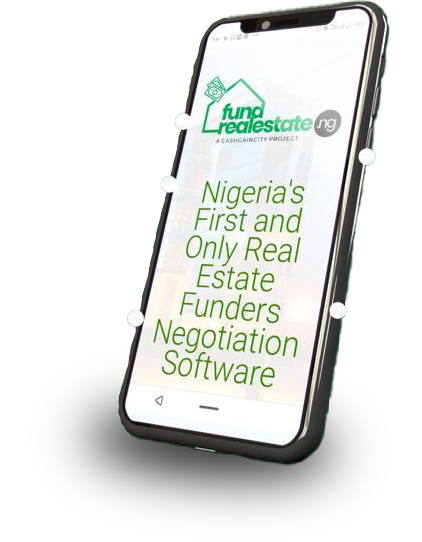 fund
realestate.ng
A CASHGAINCITY PROJECT
Nigeria's
First and
Only Real
Estate
Funders
Negotiation
Software